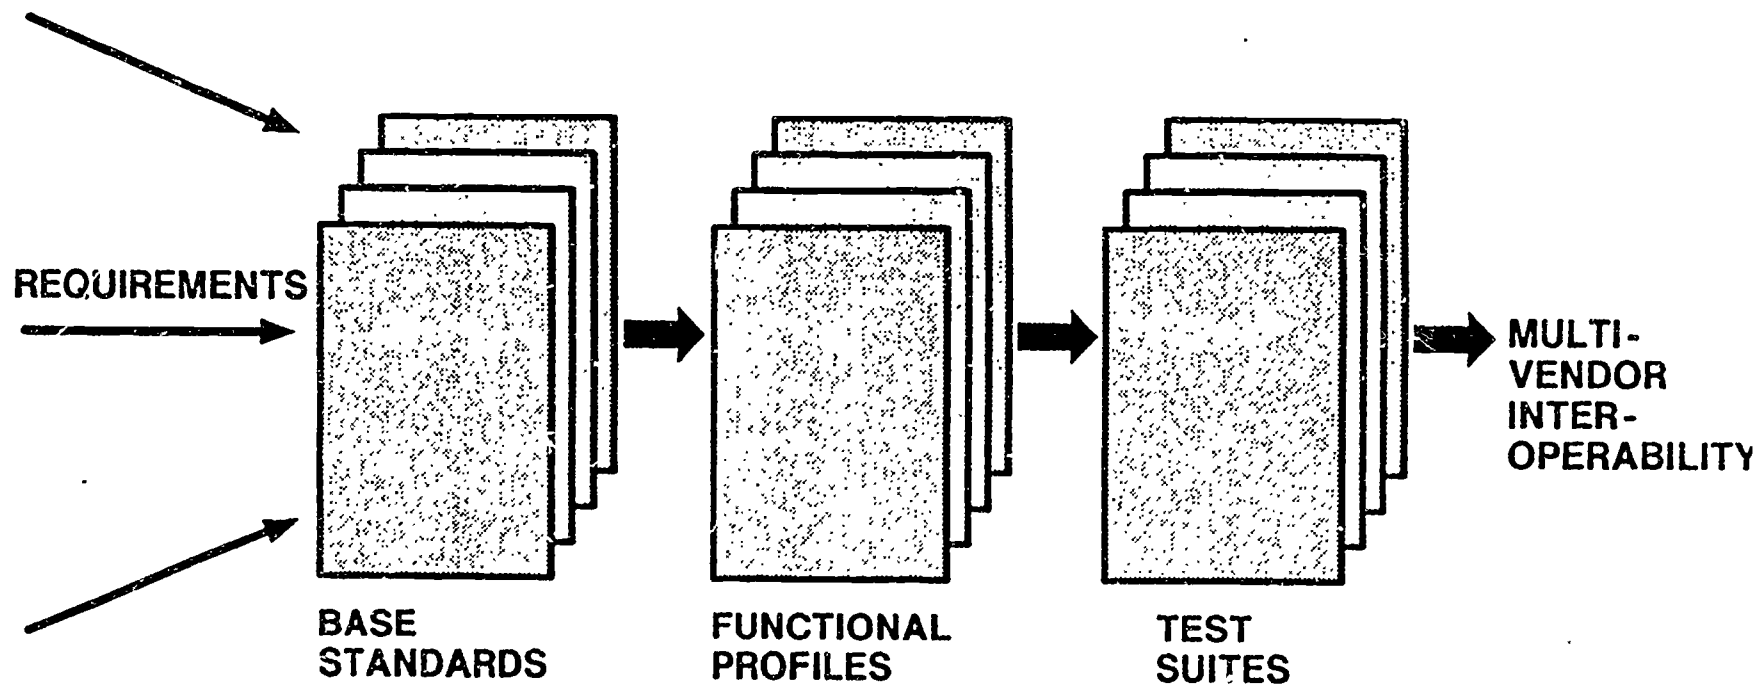 REQUIREMENTS
MULTI-
VENDOR
INTER-
OPERABILITY
BASE
STANDARDS
FUNCTIONAL
PROFILES
TEST
SUITES